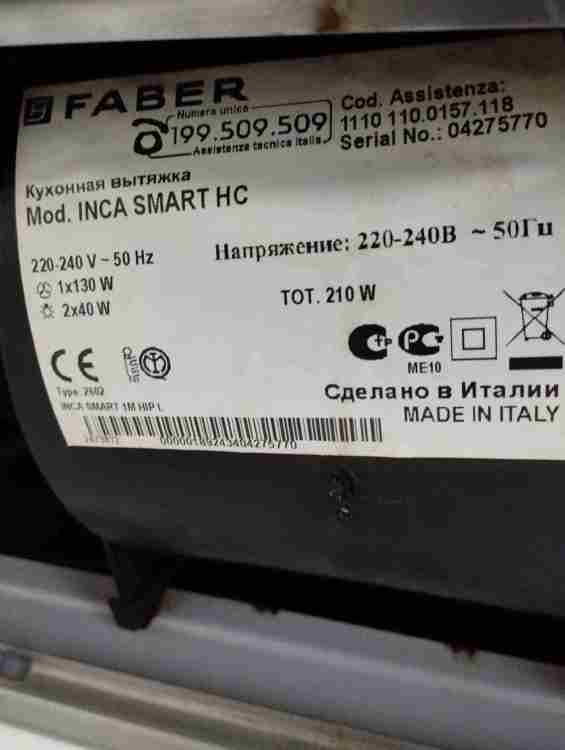 FABER
Numero unico
199.509.509
Assistenza tecnica Italia
Cod. Assistenza:
1110 110.0157.118
Serial No.: 04275770
Кухонная вытяжка
Mod. INCA SMART HC
220-240 V ~ 50 Hz
Напряжение: 220-240В ~ 50Гц
1x130 W
2x40 W
TOT. 210 W
ME10
Type: 2602
INCA SMART 1M HIP L
Сделано в Италии
MADE IN ITALY